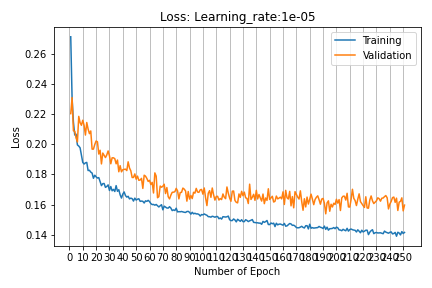 Loss: Learning_rate:1e-05
Training
Validation
Loss
0.26
0.24
0.22
0.20
0.18
0.16
0.14
0 10 20 30 40 50 60 70 80 90 100 110 120 130 140 150 160 170 180 190 200 210 220 230 240 250
Number of Epoch